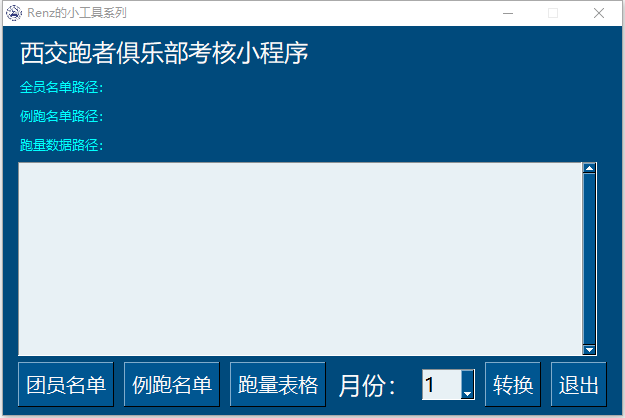 Renz的小工具系列
西交跑者俱乐部考核小程序
全员名单路径：
例跑名单路径：
跑量数据路径：
团员名单 例跑名单 跑量表格 月份： 1 转换 退出